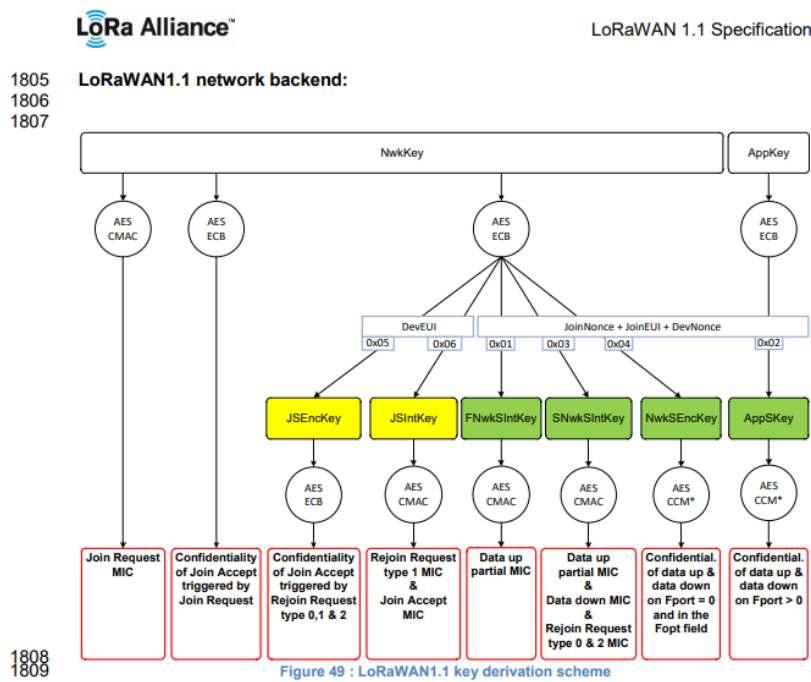 LoRa Alliance™
LoRaWAN 1.1 Specification
1805 LoRaWAN1.1 network backend:
1806
1807
NwkKey
AppKey
AES
CMAC
AES
ECB
AES
ECB
AES
ECB
DevEUI
JoinNonce + JoinEUI + DevNonce
0x05
0x06
0x01
0x03
0x04
0x02
JSEncKey
JSIntKey
FNwkSIntKey
SNwkSIntKey
NwkSEncKey
AppSKey
AES
ECB
AES
CMAC
AES
CMAC
AES
CMAC
AES
CCM*
AES
CCM*
Join Request
MIC
Confidentiality
of Join Accept
triggered by
Join Request
Confidentiality
of Join Accept
triggered by
Rejoin Request
type 0,1 & 2
Rejoin Request
type 1 MIC
&
Join Accept
MIC
Data up
partial MIC
Data up
partial MIC
&
Data down MIC
&
Rejoin Request
type 0 & 2 MIC
Confidential.
of data up &
data down
on Fport = 0
and in the
Fopt field
Confidential.
of data up &
data down
on Fport > 0
1808
1809 Figure 49 : LoRaWAN1.1 key derivation scheme